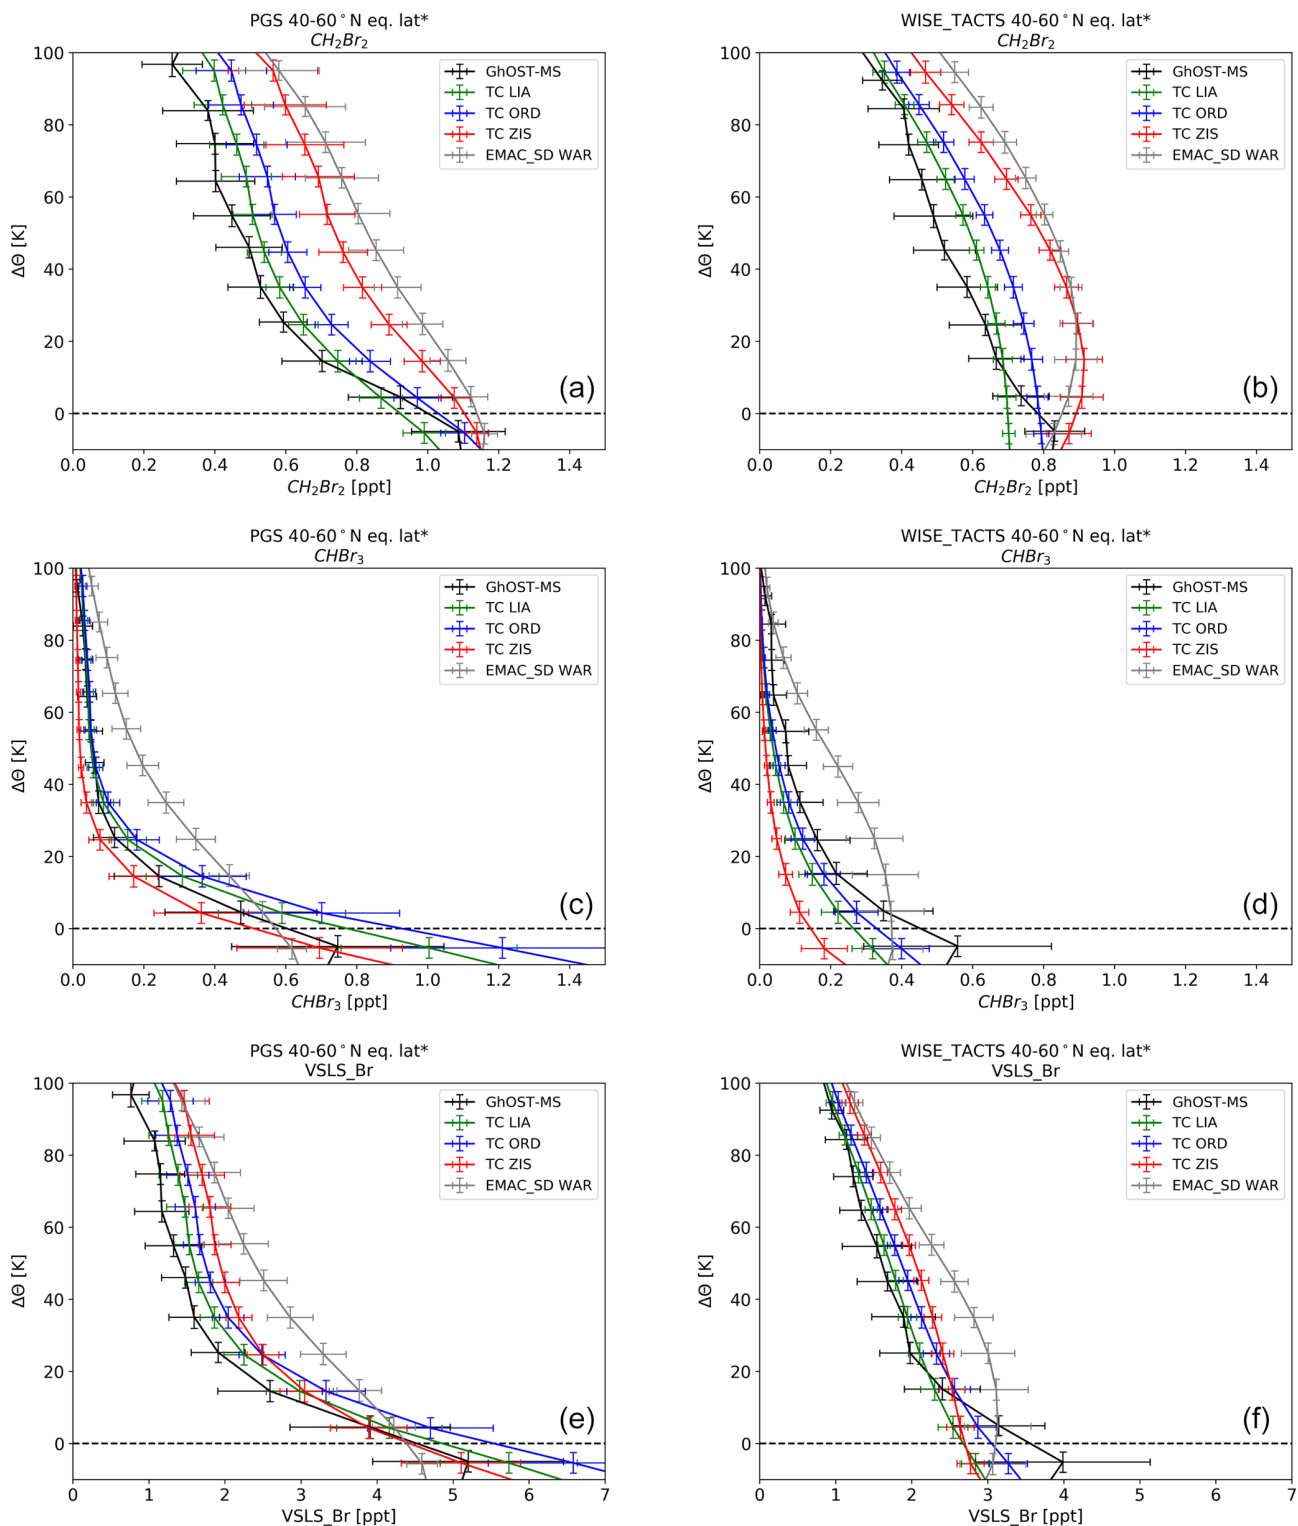 PGS 40-60°N eq. lat*
CH2Br2
100
80
60
40
20
0
ΔΘ [K]
GhOST-MS
TC LIA
TC ORD
TC ZIS
EMAC_SD WAR
(a)
0.0 0.2 0.4 0.6 0.8 1.0 1.2 1.4
CH2Br2 [ppt]
WISE_TACTS 40-60°N eq. lat*
CH2Br2
100
80
60
40
20
0
ΔΘ [K]
GhOST-MS
TC LIA
TC ORD
TC ZIS
EMAC_SD WAR
(b)
0.0 0.2 0.4 0.6 0.8 1.0 1.2 1.4
CH2Br2 [ppt]
PGS 40-60°N eq. lat*
CHBr3
100
80
60
40
20
0
ΔΘ [K]
GhOST-MS
TC LIA
TC ORD
TC ZIS
EMAC_SD WAR
(c)
0.0 0.2 0.4 0.6 0.8 1.0 1.2 1.4
CHBr3 [ppt]
WISE_TACTS 40-60°N eq. lat*
CHBr3
100
80
60
40
20
0
ΔΘ [K]
GhOST-MS
TC LIA
TC ORD
TC ZIS
EMAC_SD WAR
(d)
0.0 0.2 0.4 0.6 0.8 1.0 1.2 1.4
CHBr3 [ppt]
PGS 40-60°N eq. lat*
VSLS_Br
100
80
60
40
20
0
ΔΘ [K]
GhOST-MS
TC LIA
TC ORD
TC ZIS
EMAC_SD WAR
(e)
0 1 2 3 4 5 6 7
VSLS_Br [ppt]
WISE_TACTS 40-60°N eq. lat*
VSLS_Br
100
80
60
40
20
0
ΔΘ [K]
GhOST-MS
TC LIA
TC ORD
TC ZIS
EMAC_SD WAR
(f)
0 1 2 3 4 5 6 7
VSLS_Br [ppt]